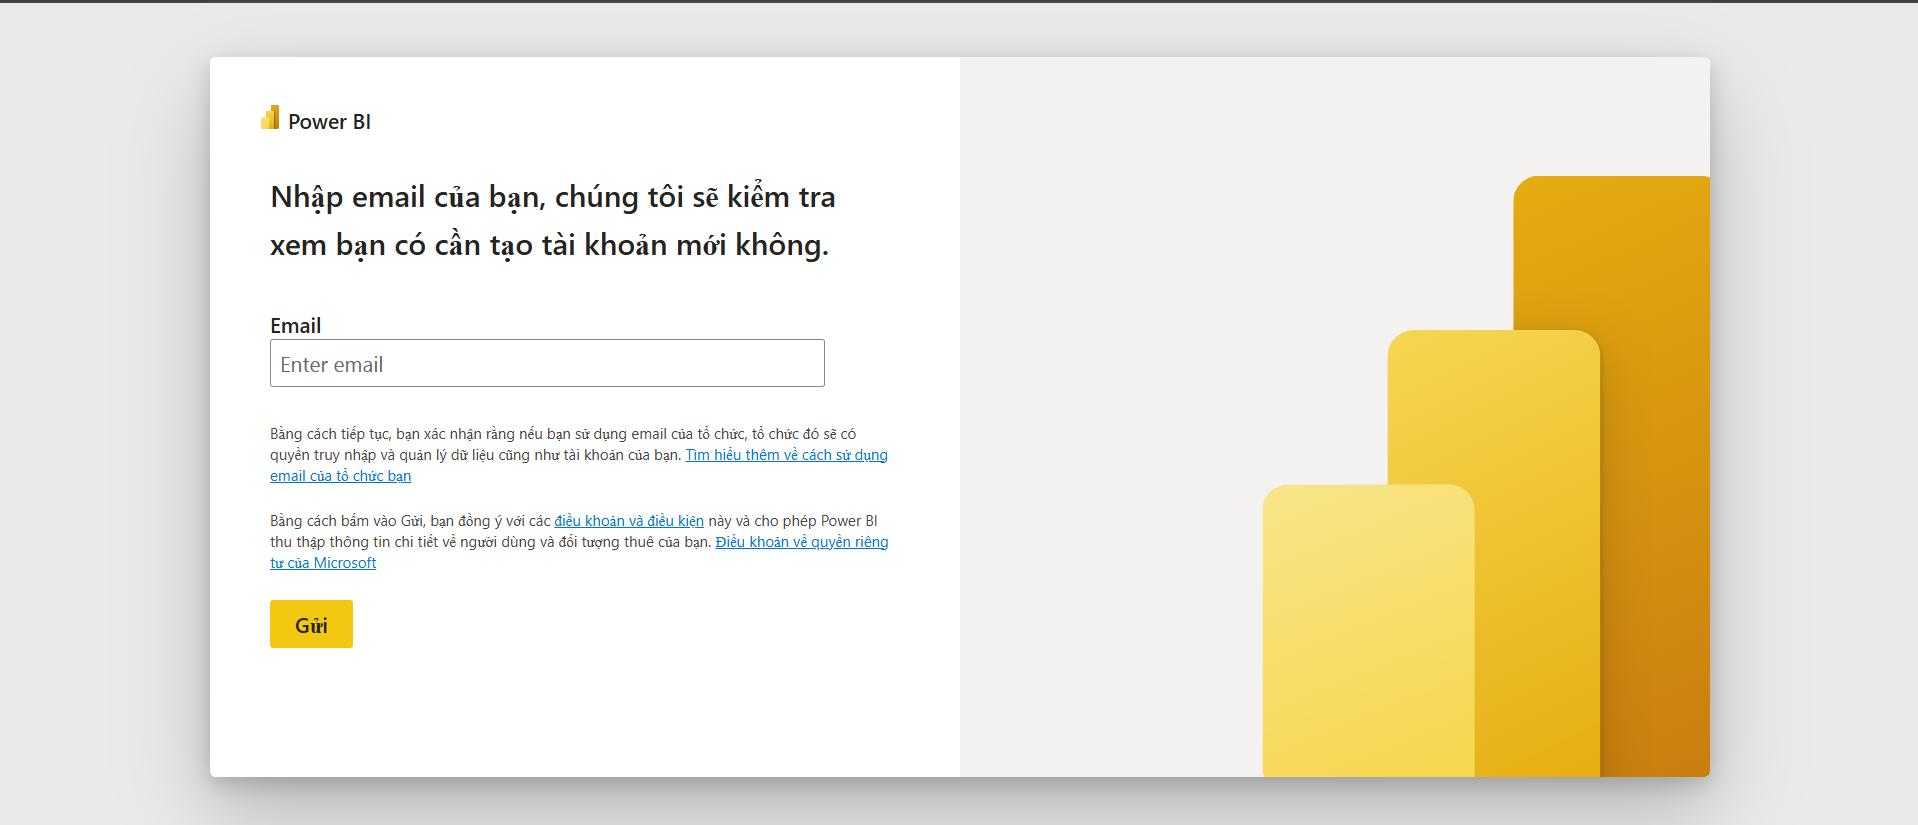 Power BI
Nhập email của bạn, chúng tôi sẽ kiểm tra
xem bạn có cần tạo tài khoản mới không.
Email
Enter email
Bằng cách tiếp tục, bạn xác nhận rằng nếu bạn sử dụng email của tổ chức, tổ chức đó sẽ có
quyền truy nhập và quản lý dữ liệu cũng như tài khoản của bạn. Tìm hiểu thêm về cách sử dụng
email của tổ chức bạn
Bằng cách bấm vào Gửi, bạn đồng ý với các điều khoản và điều kiện này và cho phép Power BI
thu thập thông tin chi tiết về người dùng và đối tượng thuê của bạn. Điều khoản về quyền riêng
tư của Microsoft
Gửi